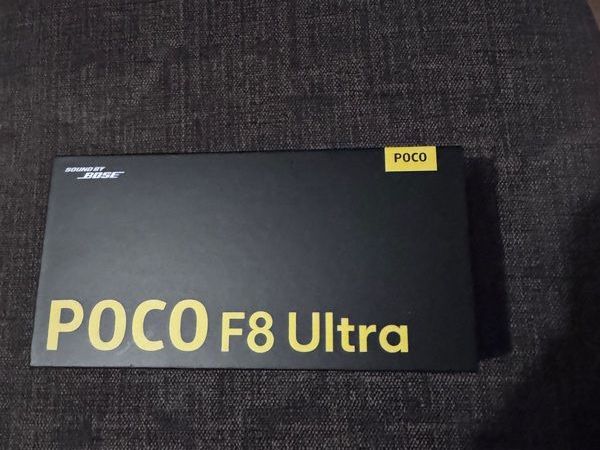 SOUND BY
BOSE
POCO
POCO F8 Ultra